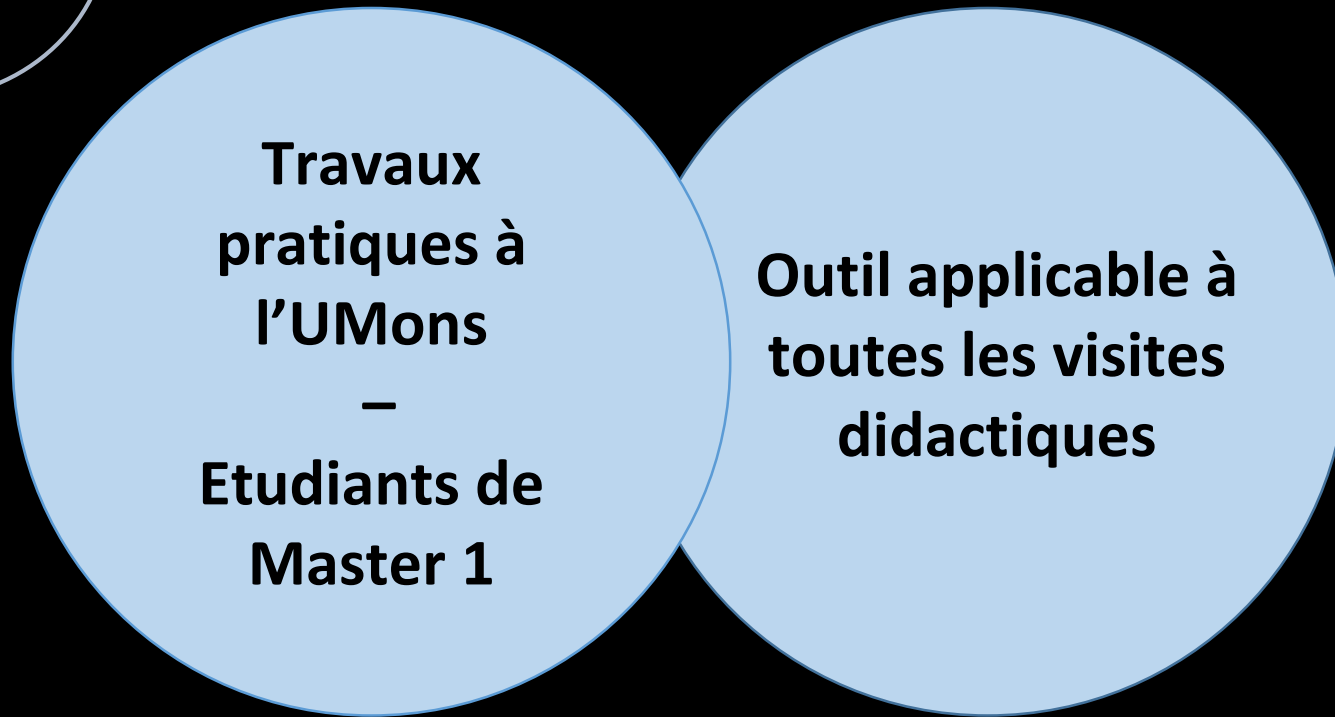 Travaux
pratiques à
l’UMons
–
Etudiants de
Master 1
Outil applicable à
toutes les visites
didactiques